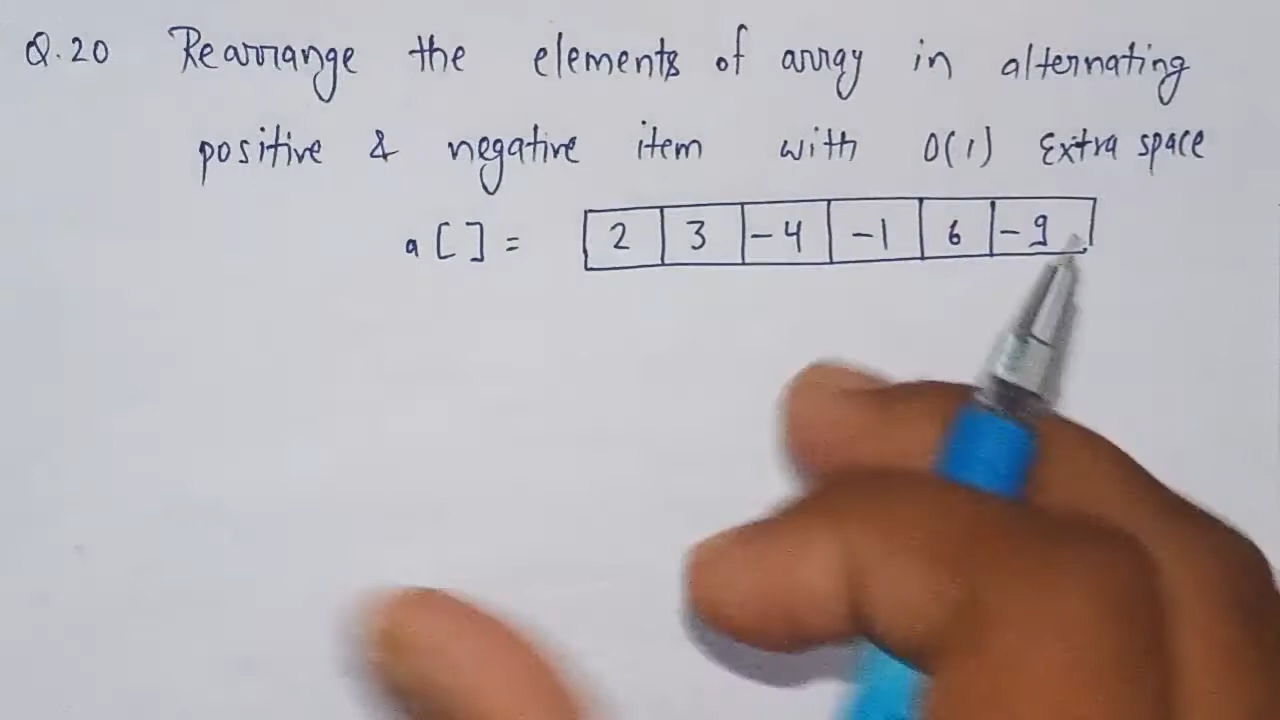 Q.20 Rearrange the elements of array in alternating
positive & negative item with O(1) Extra space
a[] = 2 3 -4 -1 6 -9